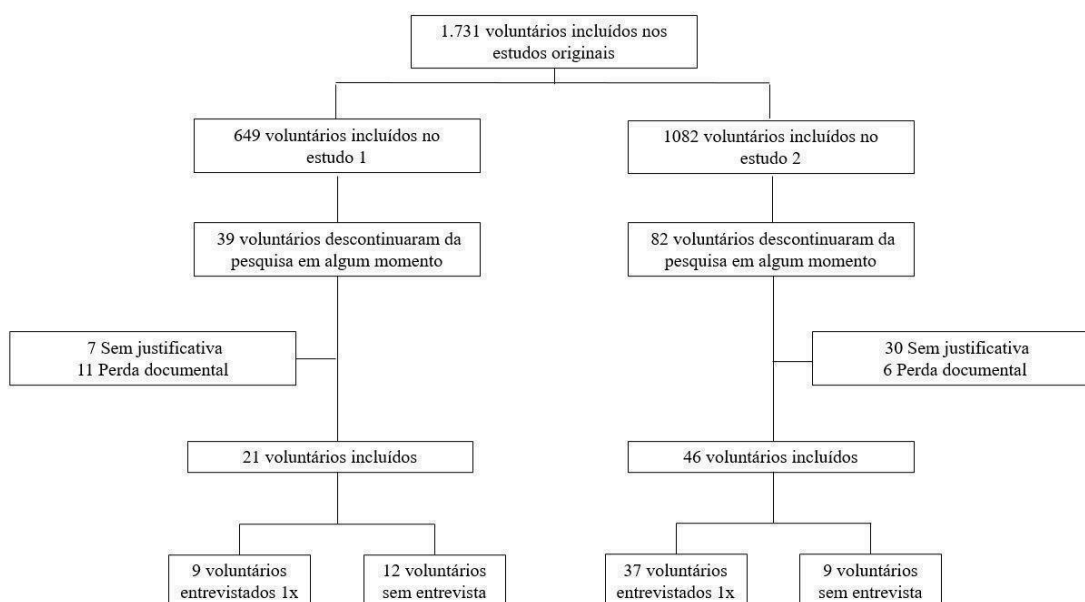 1.731 voluntários incluídos nos
estudos originais
649 voluntários incluídos no
estudo 1
1082 voluntários incluídos no
estudo 2
39 voluntários descontinuaram da
pesquisa em algum momento
82 voluntários descontinuaram da
pesquisa em algum momento
7 Sem justificativa
11 Perda documental
30 Sem justificativa
6 Perda documental
21 voluntários incluídos
46 voluntários incluídos
9 voluntários
entrevistados 1x
12 voluntários
sem entrevista
37 voluntários
entrevistados 1x
9 voluntários
sem entrevista